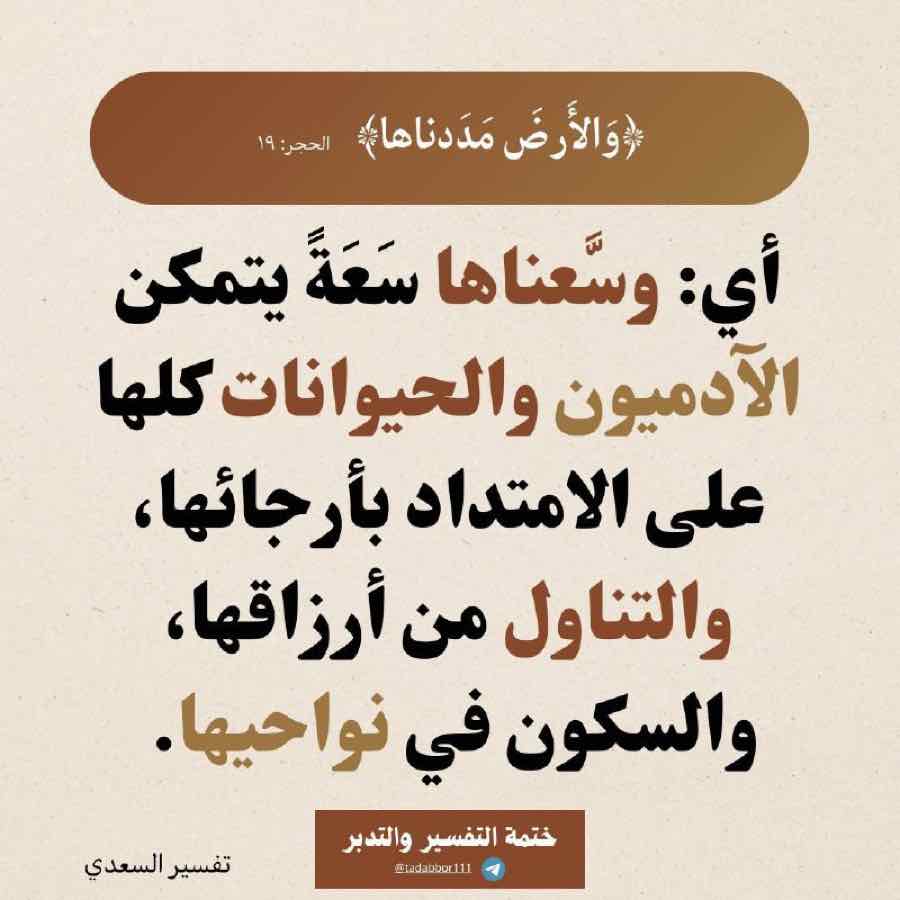 ﴿وَالأَرضَ مَدَدناها﴾ الحجر: ١٩
أي: وسَّعناها سَعَةً يتمكن
الآدميون والحيوانات كلها
على الامتداد بأرجائها،
والتناول من أرزاقها،
والسكون في نواحيها.
ختمة التفسير والتدبر
@tadabbor111
تفسير السعدي